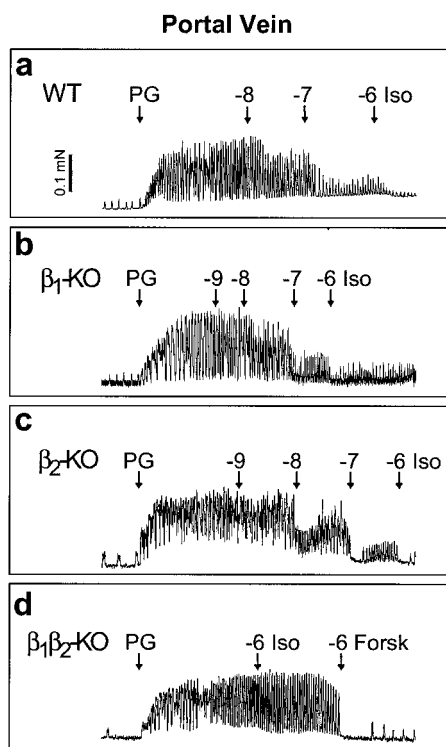 Portal Vein
a
WT PG -8 -7 -6 Iso
0.1 mN
b
β₁-KO PG -9 -8 -7 -6 Iso
c
β₂-KO PG -9 -8 -7 -6 Iso
d
β₁β₂-KO PG -6 Iso -6 Forsk